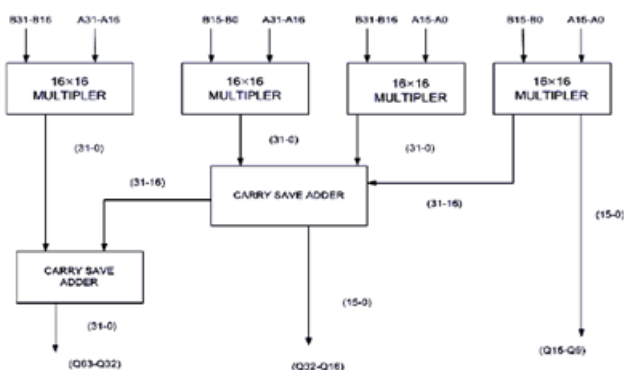 B31-B16 A31-A16 B15-B0 A31-A16 B31-B16 A15-A0 B15-B0 A15-A0
16×16
MULTIPLER
16×16
MULTIPLER
16×16
MULTIPLER
16×16
MULTIPLER
(31-0)
(31-0)
(31-0)
(31-16)
CARRY SAVE ADDER
(31-16)
(15-0)
CARRY SAVE
ADDER
(31-0)
(15-0)
(Q63-Q32)
(Q32-Q16)